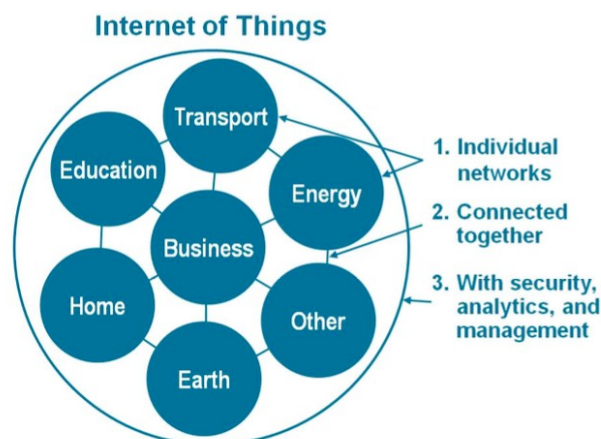 Internet of Things
Transport
Education
Energy
Business
Home
Other
Earth
1. Individual
networks
2. Connected
together
3. With security,
analytics, and
management